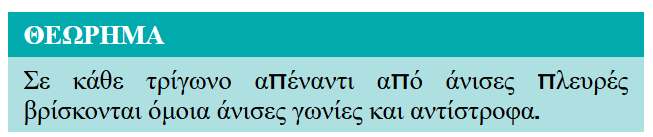 ΘΕΩΡΗΜΑ
Σε κάθε τρίγωνο απέναντι από άνισες πλευρές
βρίσκονται όμοια άνισες γωνίες και αντίστροφα.